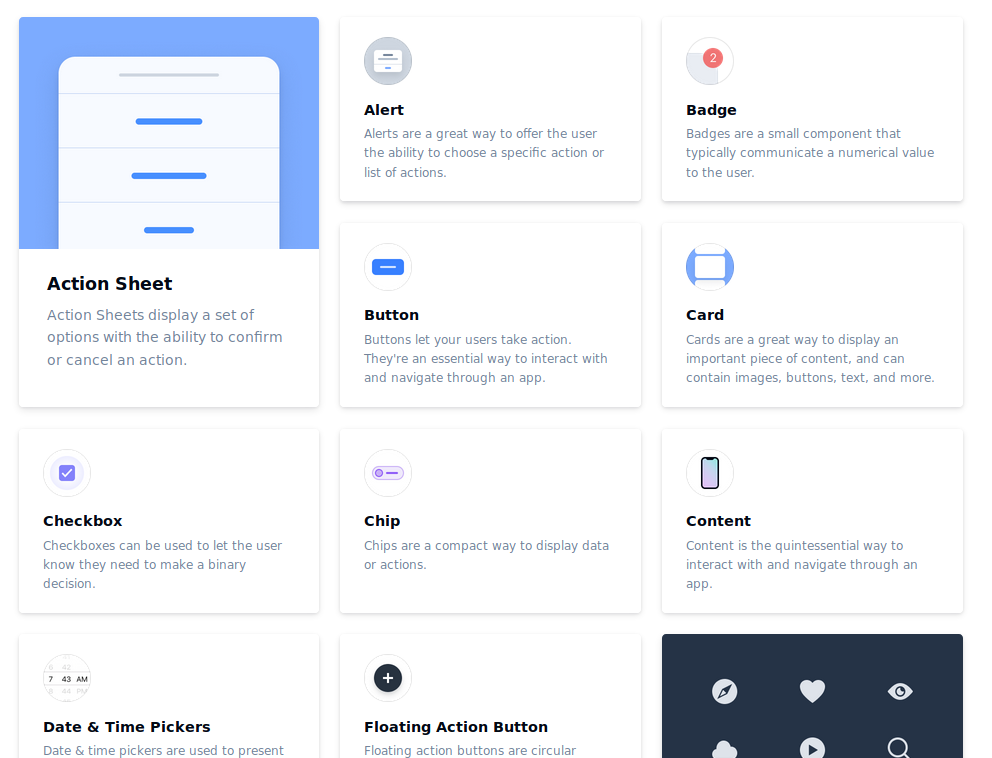 Action Sheet
Action Sheets display a set of
options with the ability to confirm
or cancel an action.
Alert
Alerts are a great way to offer the user
the ability to choose a specific action or
list of actions.
2
Badge
Badges are a small component that
typically communicate a numerical value
to the user.
Button
Buttons let your users take action.
They're an essential way to interact with
and navigate through an app.
Card
Cards are a great way to display an
important piece of content, and can
contain images, buttons, text, and more.
Checkbox
Checkboxes can be used to let the user
know they need to make a binary
decision.
Chip
Chips are a compact way to display data
or actions.
Content
Content is the quintessential way to
interact with and navigate through an
app.
6 42
7 43 AM
8 44 PM
Date & Time Pickers
Date & time pickers are used to present
Floating Action Button
Floating action buttons are circular